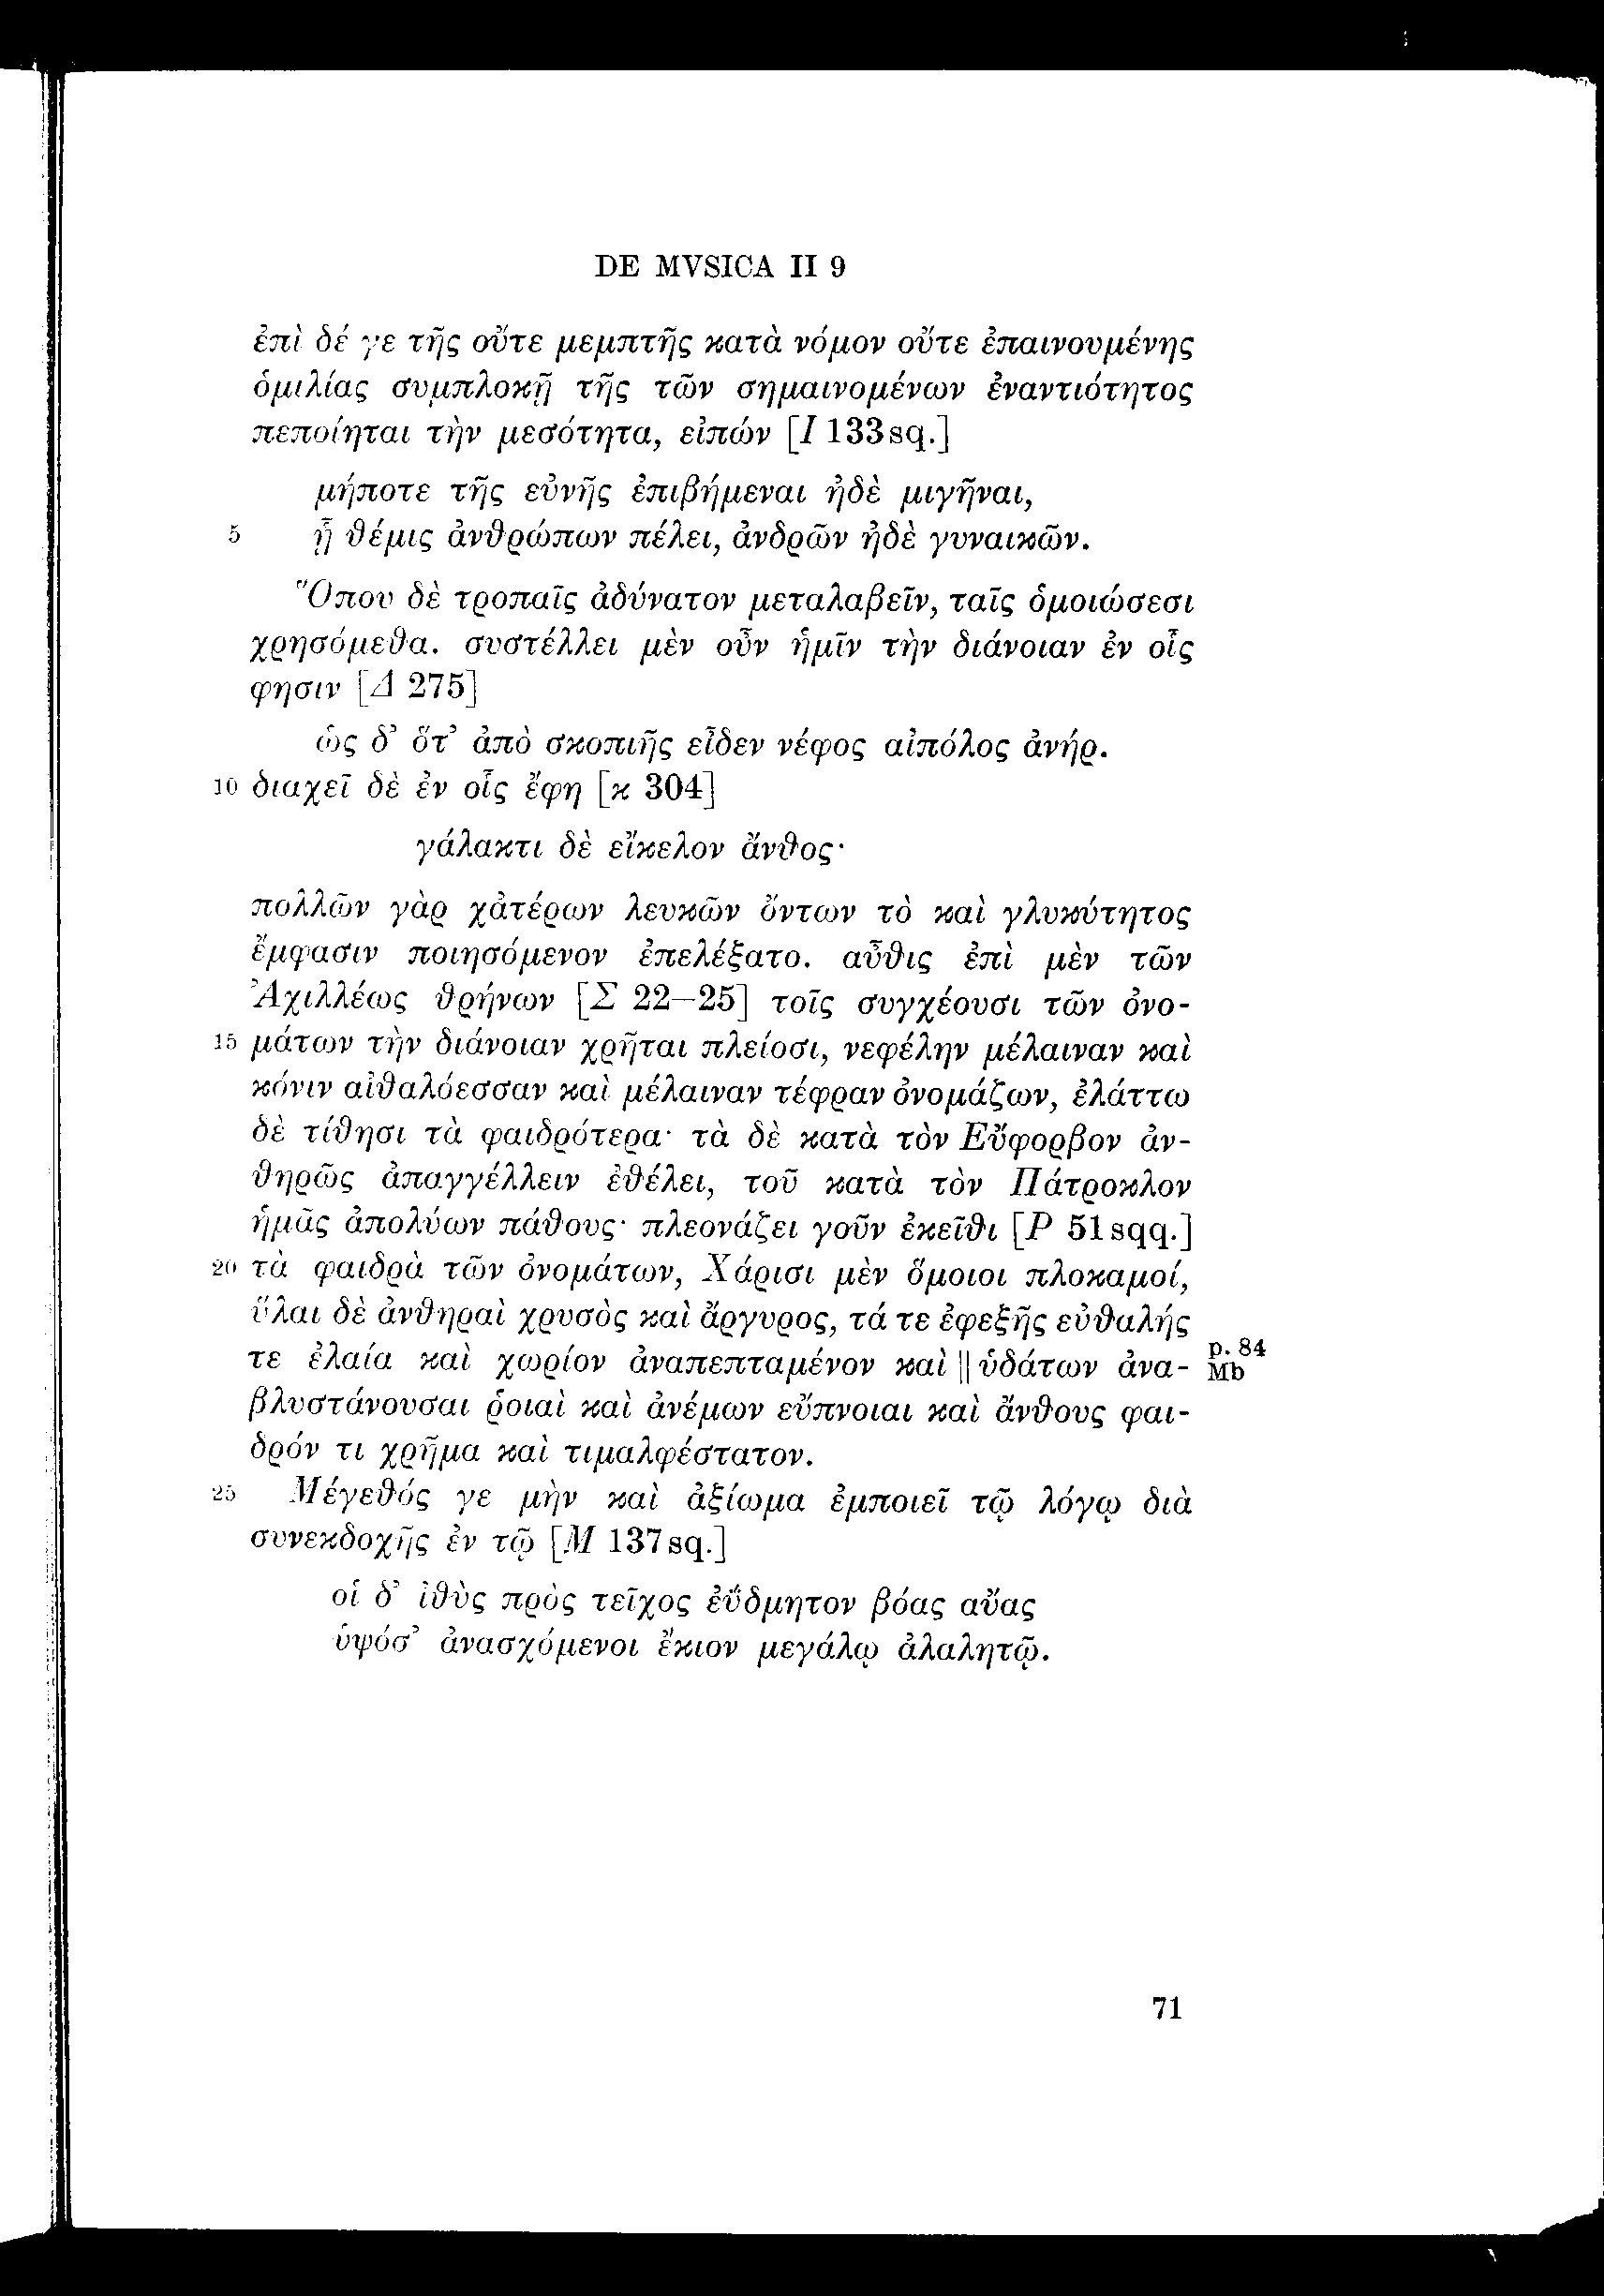 DE MVSICA II 9
ἐπὶ δέ γε τῆς οὔτε μεμπτῆς κατὰ νόμον οὔτε ἐπαινουμένης
ὁμιλίας συμπλοκῇ τῆς τῶν σημαινομένων ἐναντιότητος
πεποίηται τὴν μεσότητα, εἰπών [I 133 sq.]
μήποτε τῆς εὐνῆς ἐπιβήμεναι ἠδὲ μιγῆναι,
5 ᾗ θέμις ἀνθρώπων πέλει, ἀνδρῶν ἠδὲ γυναικῶν.
Ὅπου δὲ τροπαῖς ἀδύνατον μεταλαβεῖν, ταῖς ὁμοιώσεσι
χρησόμεθα. συστέλλει μὲν οὖν ἡμῖν τὴν διάνοιαν ἐν οἷς
φησιν [Δ 275]
ὡς δ’ ὅτ’ ἀπὸ σκοπιῆς εἶδεν νέφος αἰπόλος ἀνήρ.
10 διαχεῖ δὲ ἐν οἷς ἔφη [κ 304]
γάλακτι δὲ εἴκελον ἄνθος·
πολλῶν γὰρ χἀτέρων λευκῶν ὄντων τὸ καὶ γλυκύτητος
ἔμφασιν ποιησόμενον ἐπελέξατο. αὖθις ἐπὶ μὲν τῶν
Ἀχιλλέως θρήνων [Σ 22–25] τοῖς συγχέουσι τῶν ὀνο-
15 μάτων τὴν διάνοιαν χρῆται πλείοσι, νεφέλην μέλαιναν καὶ
κόνιν αἰθαλόεσσαν καὶ μέλαιναν τέφραν ὀνομάζων, ἐλάττω
δὲ τίθησι τὰ φαιδρότερα· τὰ δὲ κατὰ τὸν Εὔφορβον ἀν-
θηρῶς ἀπαγγέλλειν ἐθέλει, τοῦ κατὰ τὸν Πάτροκλον
ἡμᾶς ἀπολύων πάθους· πλεονάζει γοῦν ἐκεῖθι [P 51 sqq.]
20 τὰ φαιδρὰ τῶν ὀνομάτων, Χάρισι μὲν ὅμοιοι πλοκαμοί,
ὕλαι δὲ ἀνθηραὶ χρυσὸς καὶ ἄργυρος, τά τε ἐφεξῆς εὐθαλής
τε ἐλαία καὶ χωρίον ἀναπεπταμένον καὶ || ὑδάτων ἀνα-
p. 84
Mb
βλυστάνουσαι ῥοιαὶ καὶ ἀνέμων εὔπνοιαι καὶ ἄνθους φαι-
δρόν τι χρῆμα καὶ τιμαλφέστατον.
25 Μέγεθός γε μὴν καὶ ἀξίωμα ἐμποιεῖ τῷ λόγῳ διὰ
συνεκδοχῆς ἐν τῷ [M 137 sq.]
οἱ δ’ ἰθὺς πρὸς τεῖχος ἐΰδμητον βόας αὔας
ὑψόσ’ ἀνασχόμενοι ἔκιον μεγάλῳ ἀλαλητῷ.
71